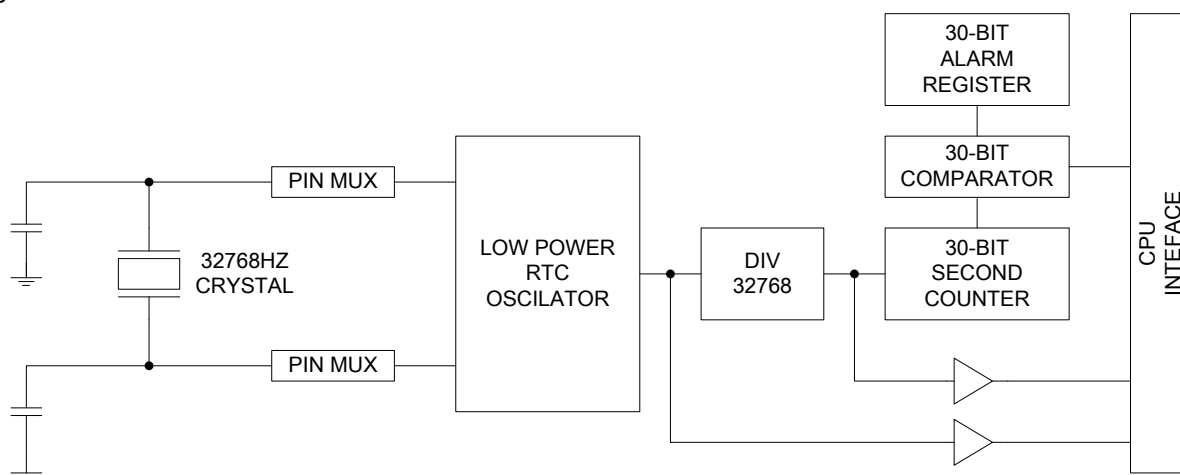 30-BIT
ALARM
REGISTER
PIN MUX
30-BIT
COMPARATOR
32768HZ
CRYSTAL
LOW POWER
RTC
OSCILATOR
DIV
32768
30-BIT
SECOND
COUNTER
CPU
INTEFACE
PIN MUX